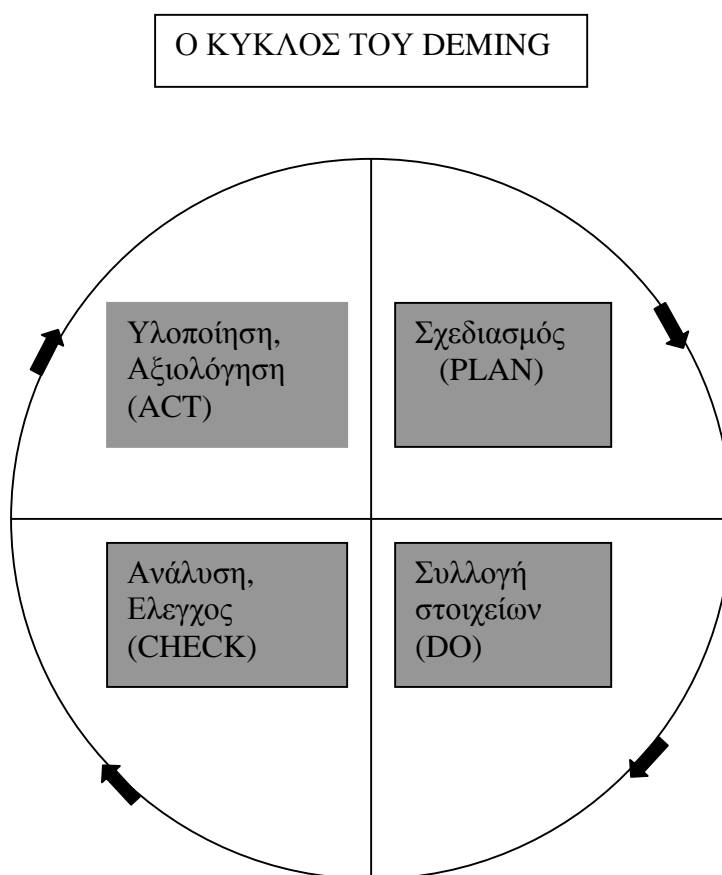 Ο ΚΥΚΛΟΣ ΤΟΥ DEMING
Υλοποίηση,
Αξιολόγηση
(ACT)
Σχεδιασμός
(PLAN)
Ανάλυση,
Ελεγχος
(CHECK)
Συλλογή
στοιχείων
(DO)